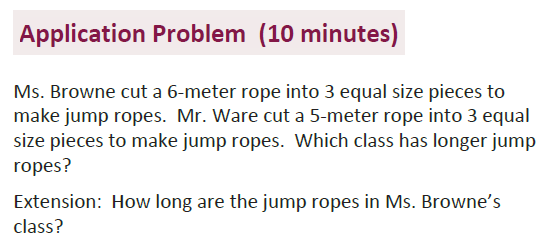 Application Problem (10 minutes)
Ms. Browne cut a 6-meter rope into 3 equal size pieces to
make jump ropes. Mr. Ware cut a 5-meter rope into 3 equal
size pieces to make jump ropes. Which class has longer jump
ropes?
Extension: How long are the jump ropes in Ms. Browne’s
class?